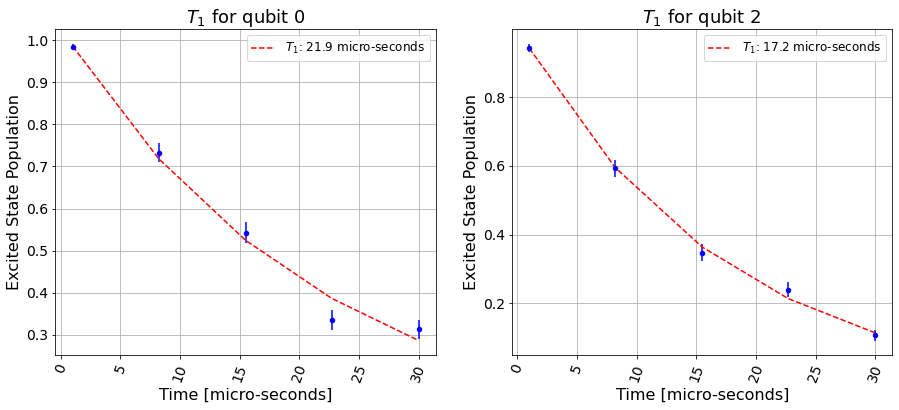 T₁ for qubit 0
T₁: 21.9 micro-seconds
Excited State Population
1.0
0.9
0.8
0.7
0.6
0.5
0.4
0.3
0 5 10 15 20 25 30
Time [micro-seconds]
T₁ for qubit 2
T₁: 17.2 micro-seconds
Excited State Population
0.8
0.6
0.4
0.2
0 5 10 15 20 25 30
Time [micro-seconds]